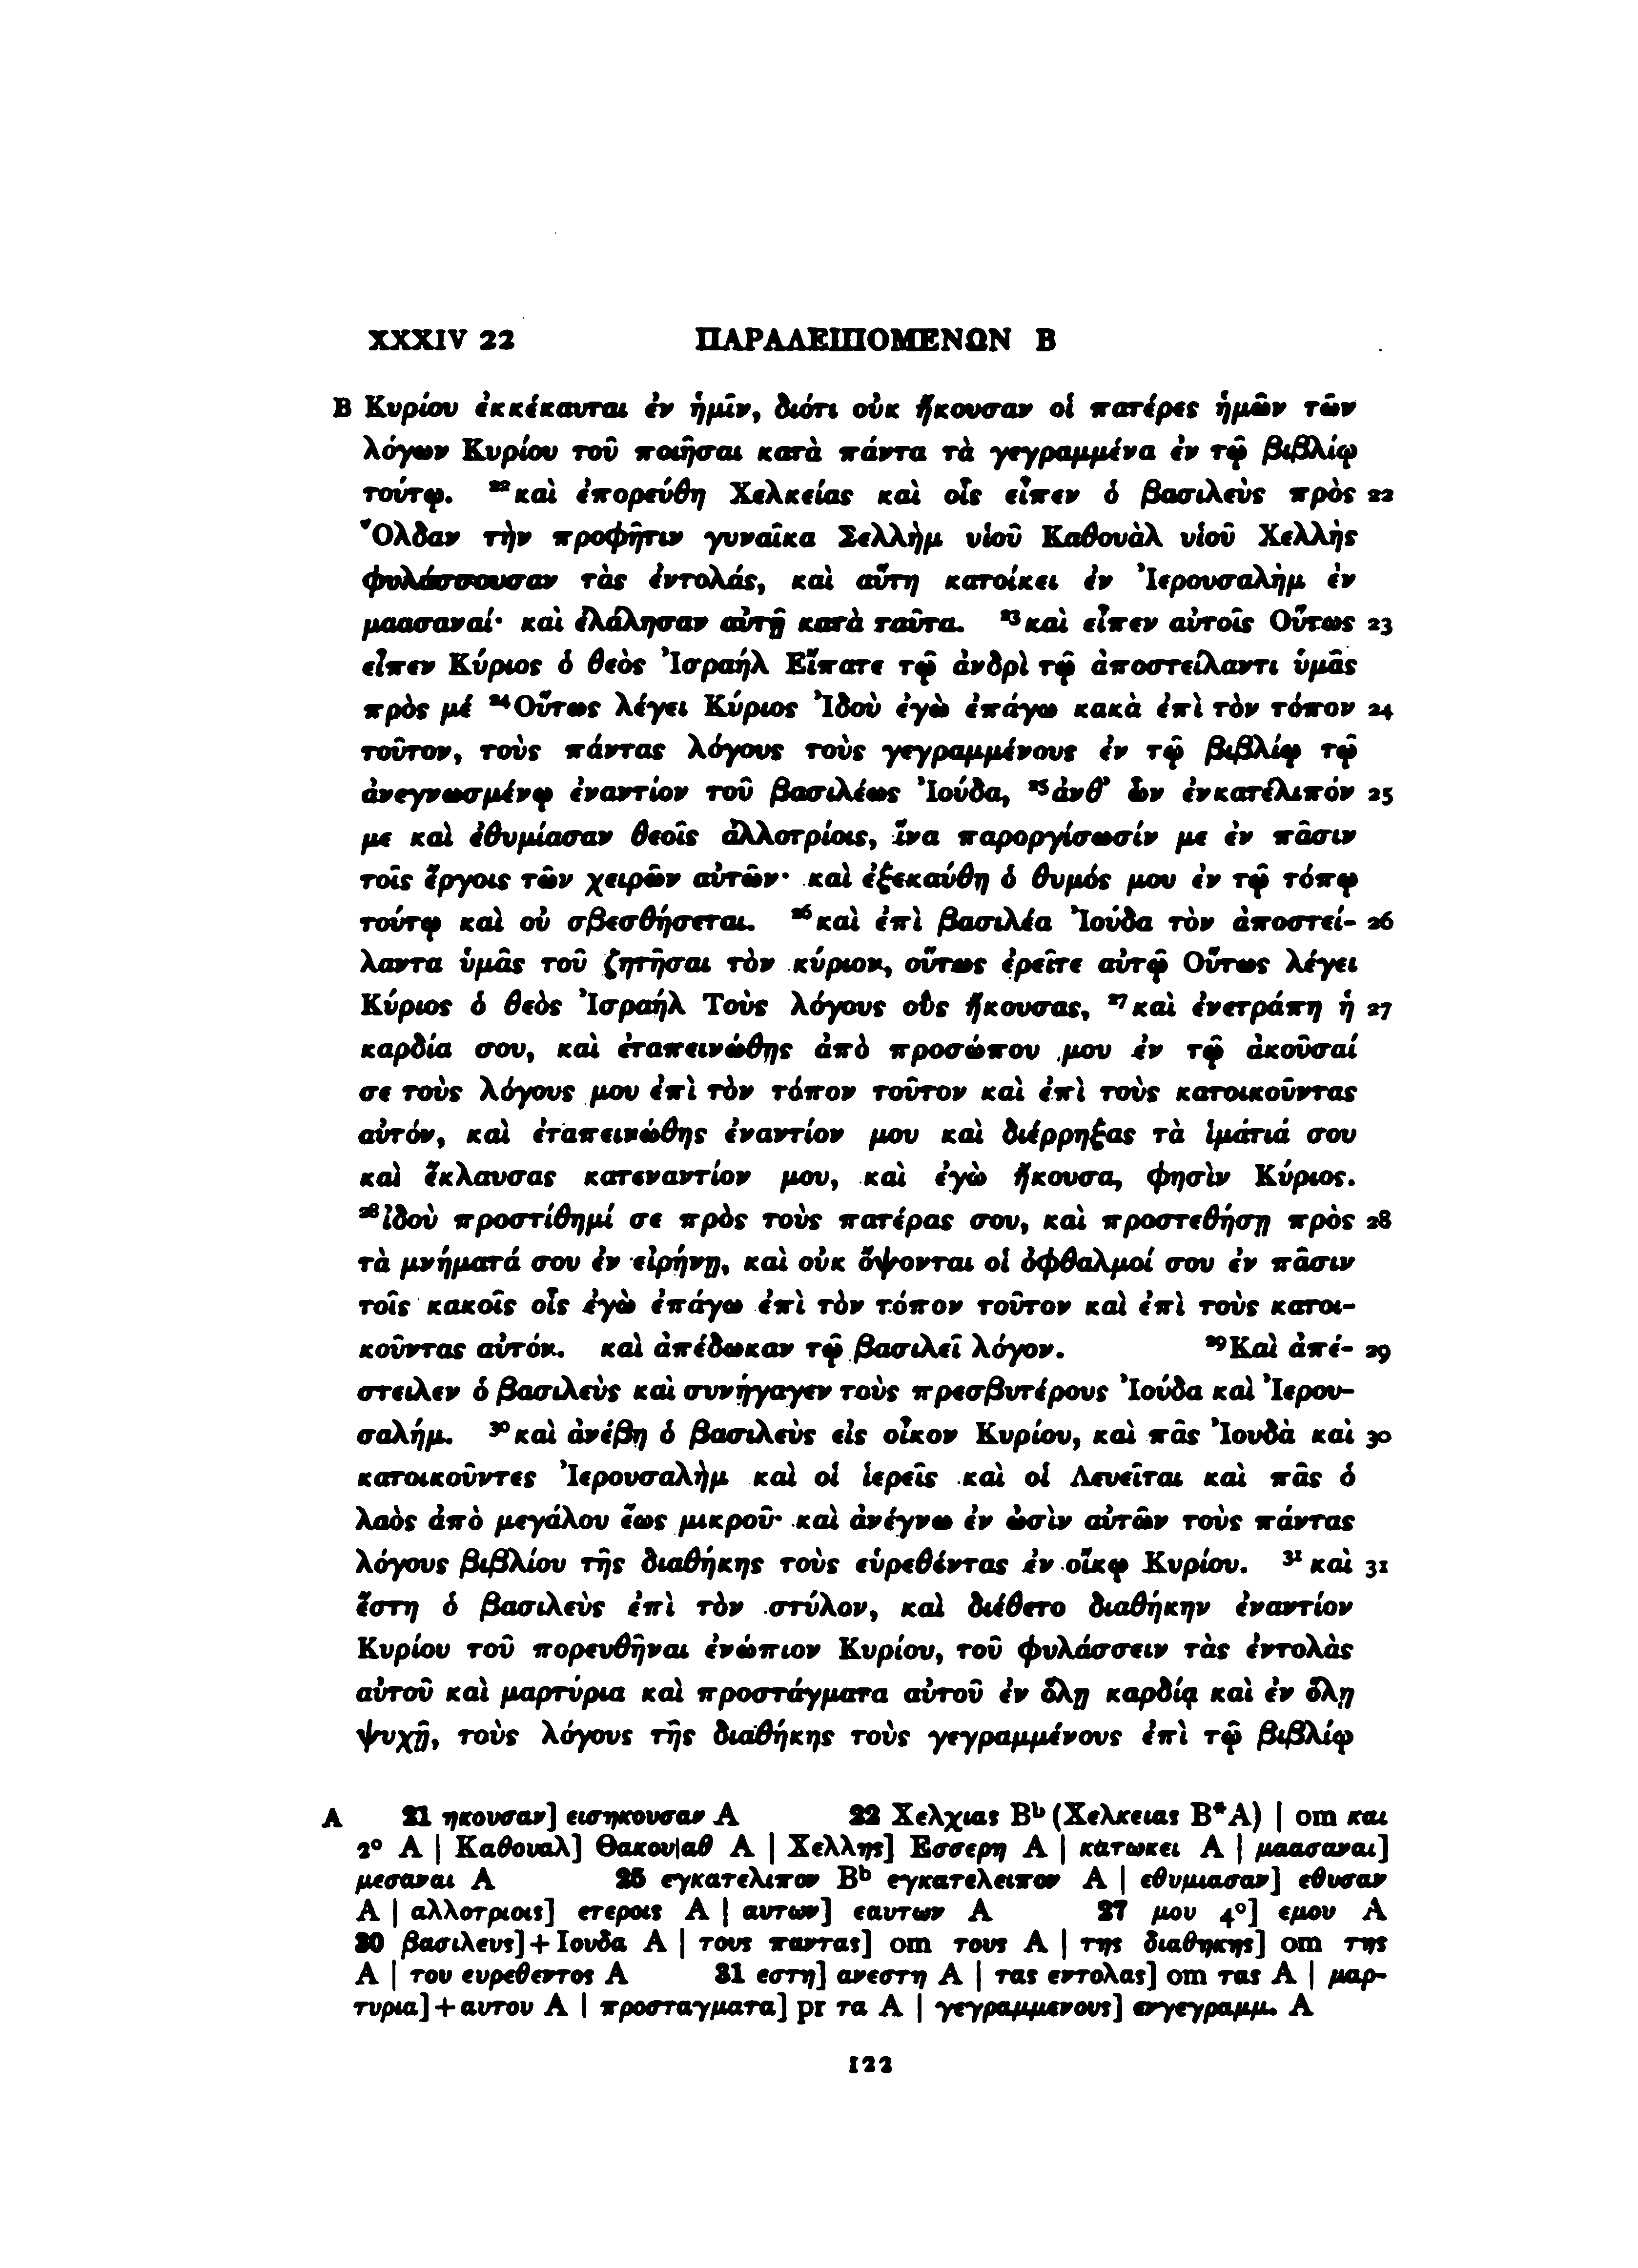 XXXIV 22 ΠΑΡΑΛΕΙΠΟΜΕΝΩΝ Β
B Κυρίου ἐκκέκαυται ἐν ἡμῖν, διότι οὐκ ἤκουσαν οἱ πατέρες ἡμῶν τῶν
λόγων Κυρίου τοῦ ποιῆσαι κατὰ πάντα τὰ γεγραμμένα ἐν τῷ βιβλίῳ
τούτῳ. ²²καὶ ἐπορεύθη Χελκείας καὶ οἷς εἶπεν ὁ βασιλεὺς πρὸς 22
Ὅλδαν τὴν προφῆτιν γυναῖκα Σελλὴμ υἱοῦ Καθουὰλ υἱοῦ Χελλὴς
φυλάσσουσαν τὰς ἐντολάς, καὶ αὕτη κατοίκει ἐν Ἰερουσαλὴμ ἐν
μαασαναί· καὶ ἐλάλησαν αὐτῇ κατὰ ταῦτα. ²³καὶ εἶπεν αὐτοῖς Οὕτως 23
εἶπεν Κύριος ὁ θεὸς Ἰσραήλ Εἴπατε τῷ ἀνδρὶ τῷ ἀποστείλαντι ὑμᾶς
πρὸς μέ ²⁴Οὕτως λέγει Κύριος Ἰδοὺ ἐγὼ ἐπάγω κακὰ ἐπὶ τὸν τόπον 24
τοῦτον, τοὺς πάντας λόγους τοὺς γεγραμμένους ἐν τῷ βιβλίῳ τῷ
ἀνεγνωσμένῳ ἐναντίον τοῦ βασιλέως Ἰούδα, ²⁵ἀνθ’ ὧν ἐνκατέλιπόν 25
με καὶ ἐθυμίασαν θεοῖς ἀλλοτρίοις, ἵνα παροργίσωσίν με ἐν πᾶσιν
τοῖς ἔργοις τῶν χειρῶν αὐτῶν· καὶ ἐξεκαύθη ὁ θυμός μου ἐν τῷ τόπῳ
τούτῳ καὶ οὐ σβεσθήσεται. ²⁶καὶ ἐπὶ βασιλέα Ἰούδα τὸν ἀποστεί- 26
λαντα ὑμᾶς τοῦ ζητῆσαι τὸν κύριον, οὕτως ἐρεῖτε αὐτῷ Οὕτως λέγει
Κύριος ὁ θεὸς Ἰσραήλ Τοὺς λόγους οὓς ἤκουσας, ²⁷καὶ ἐνετράπη ἡ 27
καρδία σου, καὶ ἐταπεινώθης ἀπὸ προσώπου μου ἐν τῷ ἀκοῦσαί
σε τοὺς λόγους μου ἐπὶ τὸν τόπον τοῦτον καὶ ἐπὶ τοὺς κατοικοῦντας
αὐτόν, καὶ ἐταπεινώθης ἐναντίον μου καὶ διέρρηξας τὰ ἱμάτιά σου
καὶ ἔκλαυσας κατεναντίον μου, καὶ ἐγὼ ἤκουσα, φησὶν Κύριος.
²⁸ἰδοὺ προστίθημί σε πρὸς τοὺς πατέρας σου, καὶ προστεθήσῃ πρὸς 28
τὰ μνήματά σου ἐν εἰρήνῃ, καὶ οὐκ ὄψονται οἱ ὀφθαλμοί σου ἐν πᾶσιν
τοῖς κακοῖς οἷς ἐγὼ ἐπάγω ἐπὶ τὸν τόπον τοῦτον καὶ ἐπὶ τοὺς κατοι-
κοῦντας αὐτόν. καὶ ἀπέδωκαν τῷ βασιλεῖ λόγον. ²⁹Καὶ ἀπέ- 29
στειλεν ὁ βασιλεὺς καὶ συνήγαγεν τοὺς πρεσβυτέρους Ἰούδα καὶ Ἰερου-
σαλήμ. ³⁰καὶ ἀνέβη ὁ βασιλεὺς εἰς οἶκον Κυρίου, καὶ πᾶς Ἰουδὰ καὶ 30
κατοικοῦντες Ἰερουσαλὴμ καὶ οἱ ἱερεῖς καὶ οἱ Λευεῖται καὶ πᾶς ὁ
λαὸς ἀπὸ μεγάλου ἕως μικροῦ· καὶ ἀνέγνω ἐν ὠσὶν αὐτῶν τοὺς πάντας
λόγους βιβλίου τῆς διαθήκης τοὺς εὑρεθέντας ἐν οἴκῳ Κυρίου. ³¹καὶ 31
ἔστη ὁ βασιλεὺς ἐπὶ τὸν στύλον, καὶ διέθετο διαθήκην ἐναντίον
Κυρίου τοῦ πορευθῆναι ἐνώπιον Κυρίου, τοῦ φυλάσσειν τὰς ἐντολὰς
αὐτοῦ καὶ μαρτύρια καὶ προστάγματα αὐτοῦ ἐν ὅλῃ καρδίᾳ καὶ ἐν ὅλῃ
ψυχῇ, τοὺς λόγους τῆς διαθήκης τοὺς γεγραμμένους ἐπὶ τῷ βιβλίῳ
A 21 ηκουσαν] εισηκουσαν A 22 Χελχιας Bᵇ (Χελκειας B*A) | om και
2° A | Καθουαλ] Θακου|αθ A | Χελλης] Εσσερη A | κατωκει A | μαασαναι]
μεσαναι A 25 εγκατελιπον Bᵇ εγκατελειπον A | εθυμιασαν] εθυσαν
A | αλλοτριοις] ετεροις A | αυτων] εαυτων A 27 μου 4°] εμου A
30 βασιλευς]+Ιουδα A | τους παντας] om τους A | της διαθηκης] om της
A | του ευρεθεντος A 31 εστη] ανεστη A | τας εντολας] om τας A | μαρ-
τυρια]+αυτου A | προσταγματα] pr τα A | γεγραμμενους] ενγεγραμμ. A
122